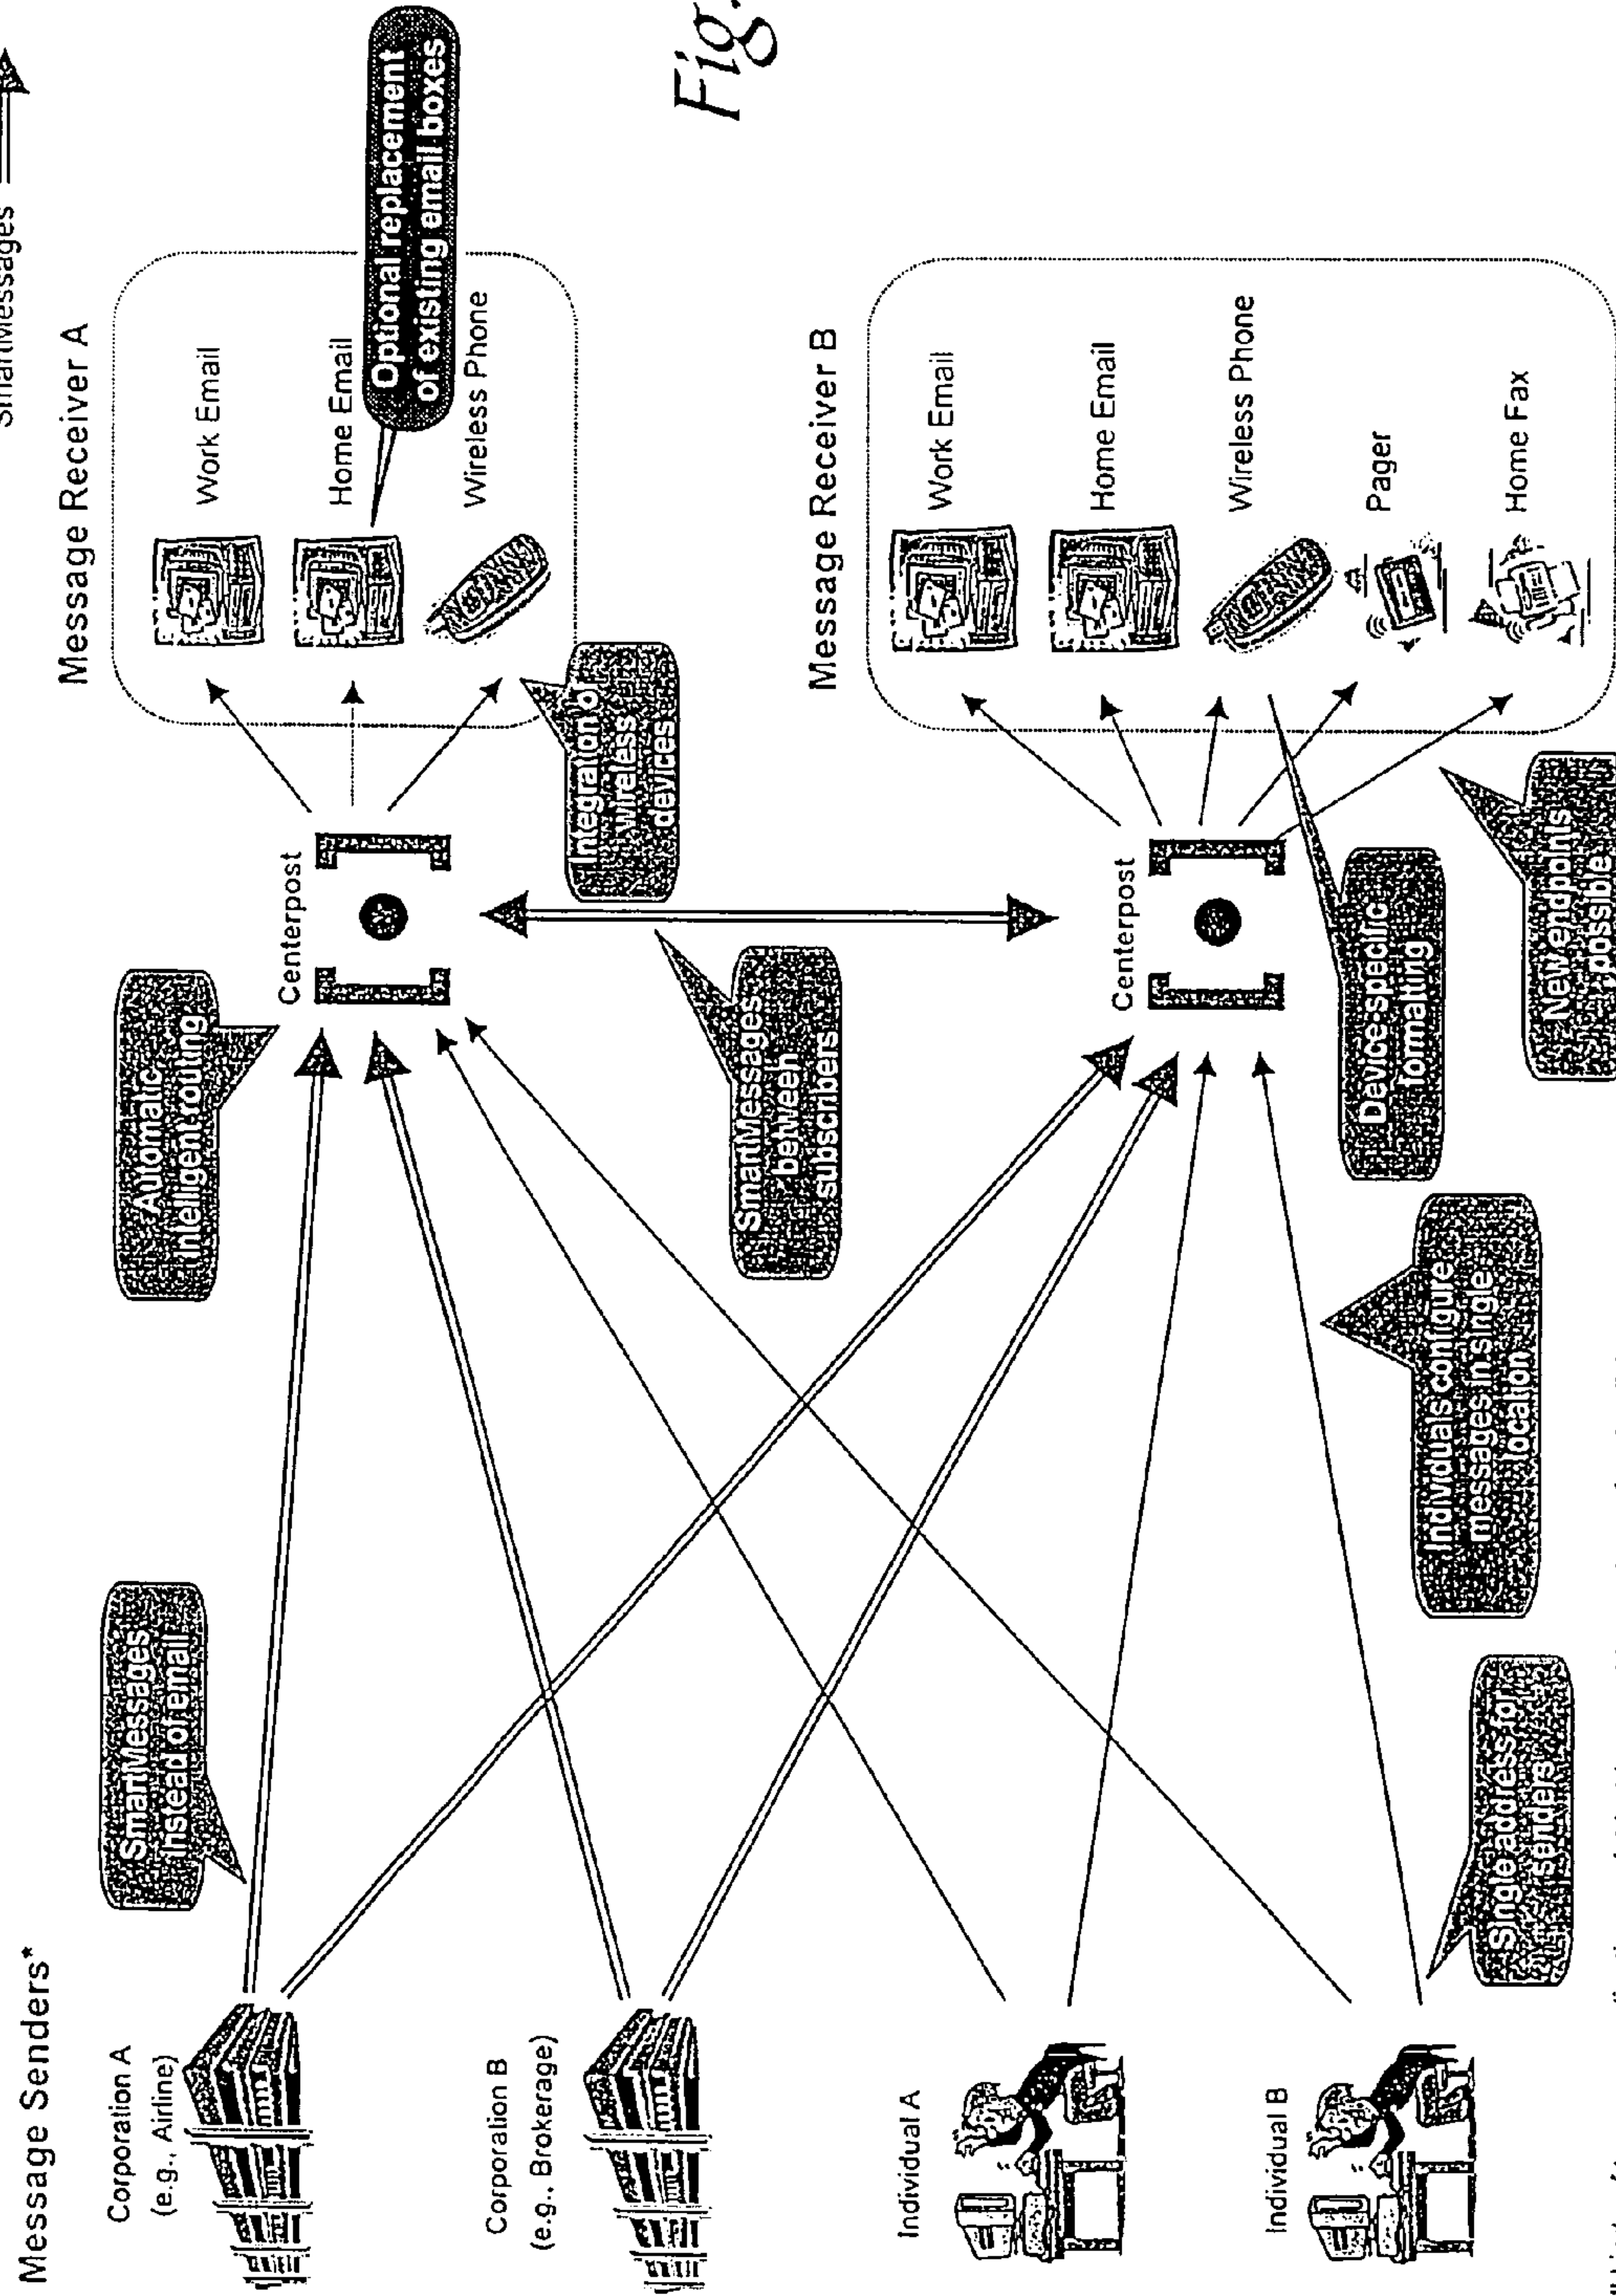 SmartMessages
Message Senders*
Corporation A
(e.g., Airline)
Corporation B
(e.g., Brokerage)
Individual A
Individual B
SmartMessages
instead of email
Automatic
intelligent routing
SmartMessages
between
subscribers
Single address for
senders
Individuals configure
messages in single
location
Centerpost
Centerpost
Integration of
wireless
devices
Device-specific
formatting
New endpoints
possible
Message Receiver A
Work Email
Home Email
Wireless Phone
Optional replacement
of existing email boxes
Message Receiver B
Work Email
Home Email
Wireless Phone
Pager
Home Fax
Fig.